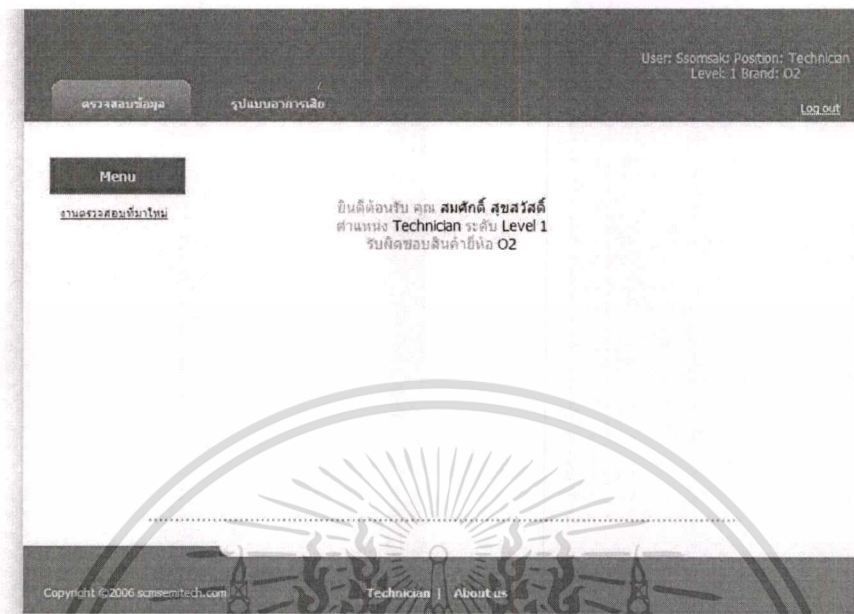 User: Ssomsak: Position: Technician
Level: 1 Brand: O2
ตรวจสอบข้อมูล
รูปแบบอาการเสีย
Log out
Menu
งานตรวจสอบที่มาใหม่
ยินดีต้อนรับ คุณ สมศักดิ์ สุขสวัสดิ์
ตำแหน่ง Technician ระดับ Level 1
รับผิดชอบสินค้ายี่ห้อ O2
Copyright ©2006 scmsemitech.com
Technician | About us